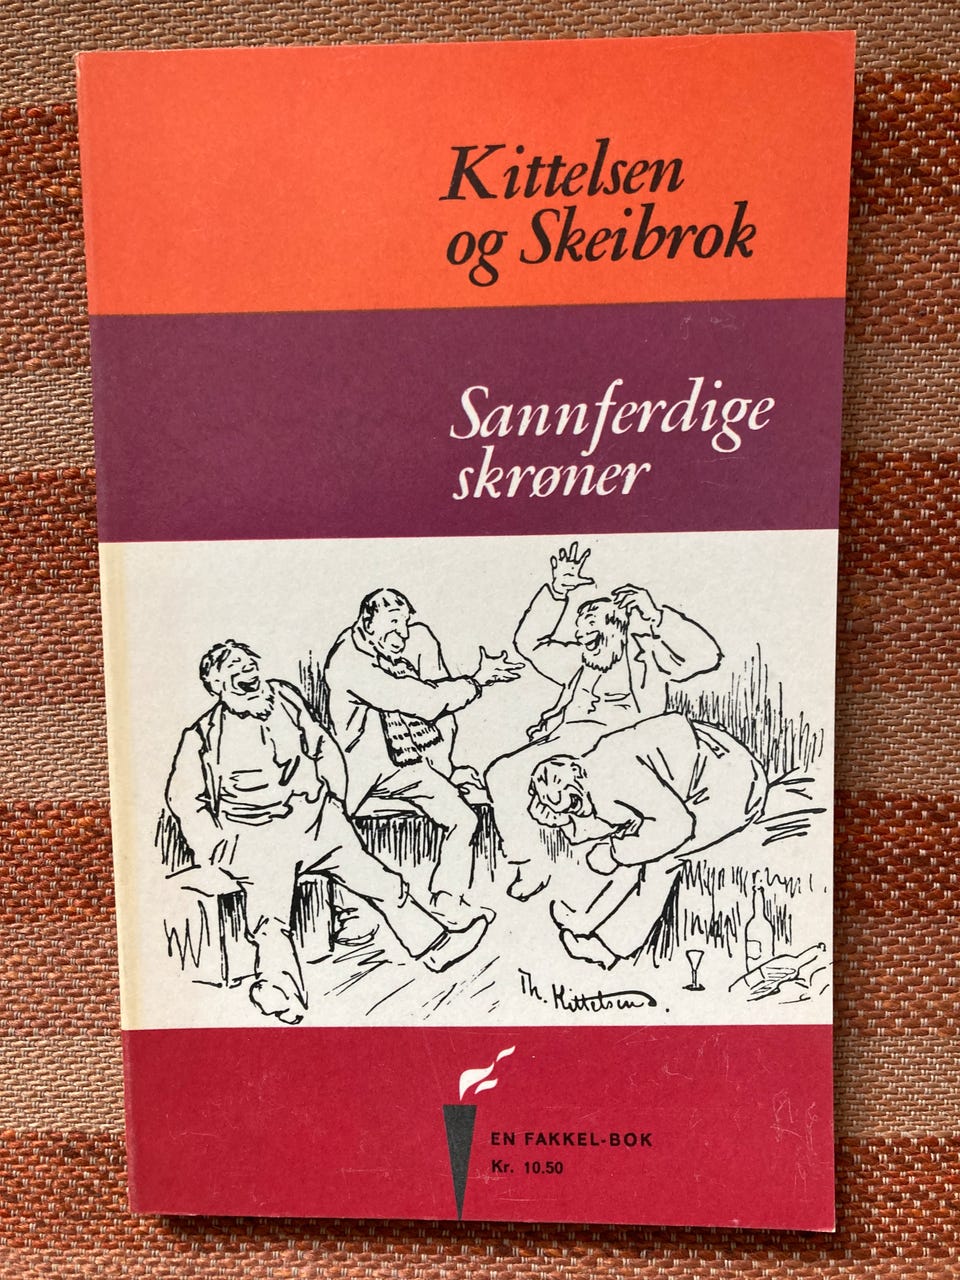 Kittelsen
og Skeibrok
Sannferdige
skrøner
Th. Kittelsen.
EN FAKKEL-BOK
Kr. 10.50